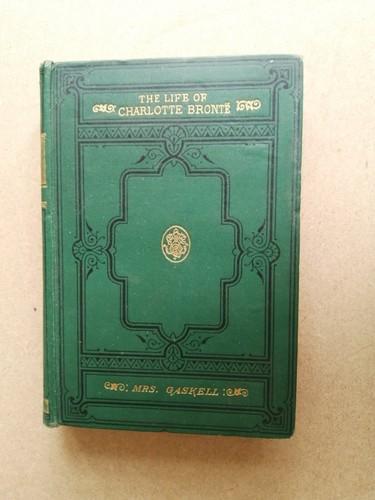 THE LIFE OF
CHARLOTTE BRONTË
: MRS. GASKELL :